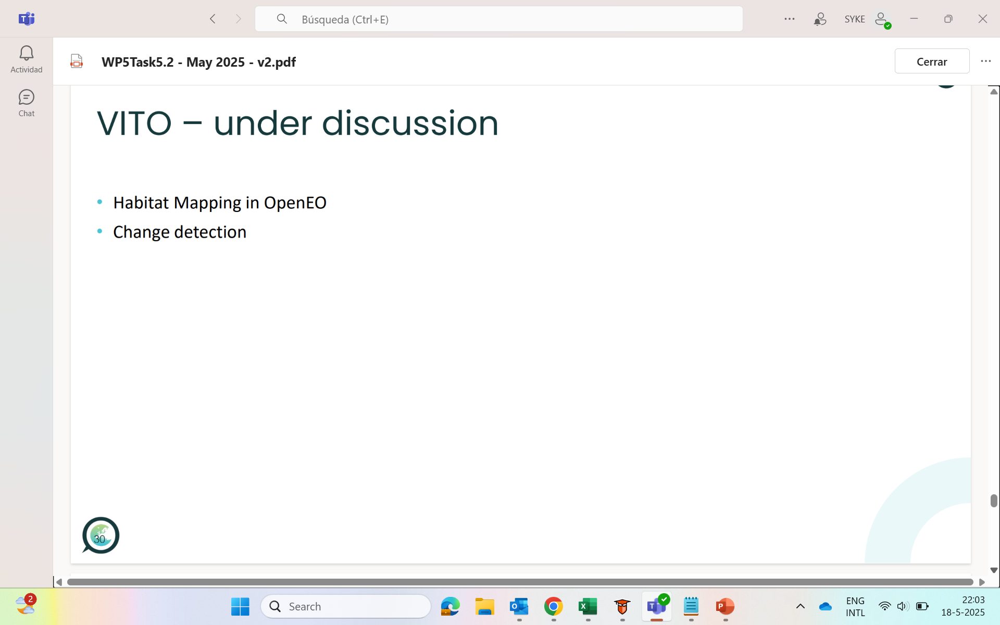 Búsqueda (Ctrl+E)
SYKE
Actividad
Chat
WP5Task5.2 - May 2025 - v2.pdf
Cerrar
VITO – under discussion
• Habitat Mapping in OpenEO
• Change detection
30
2
Search
ENG
INTL
22:03
18-5-2025